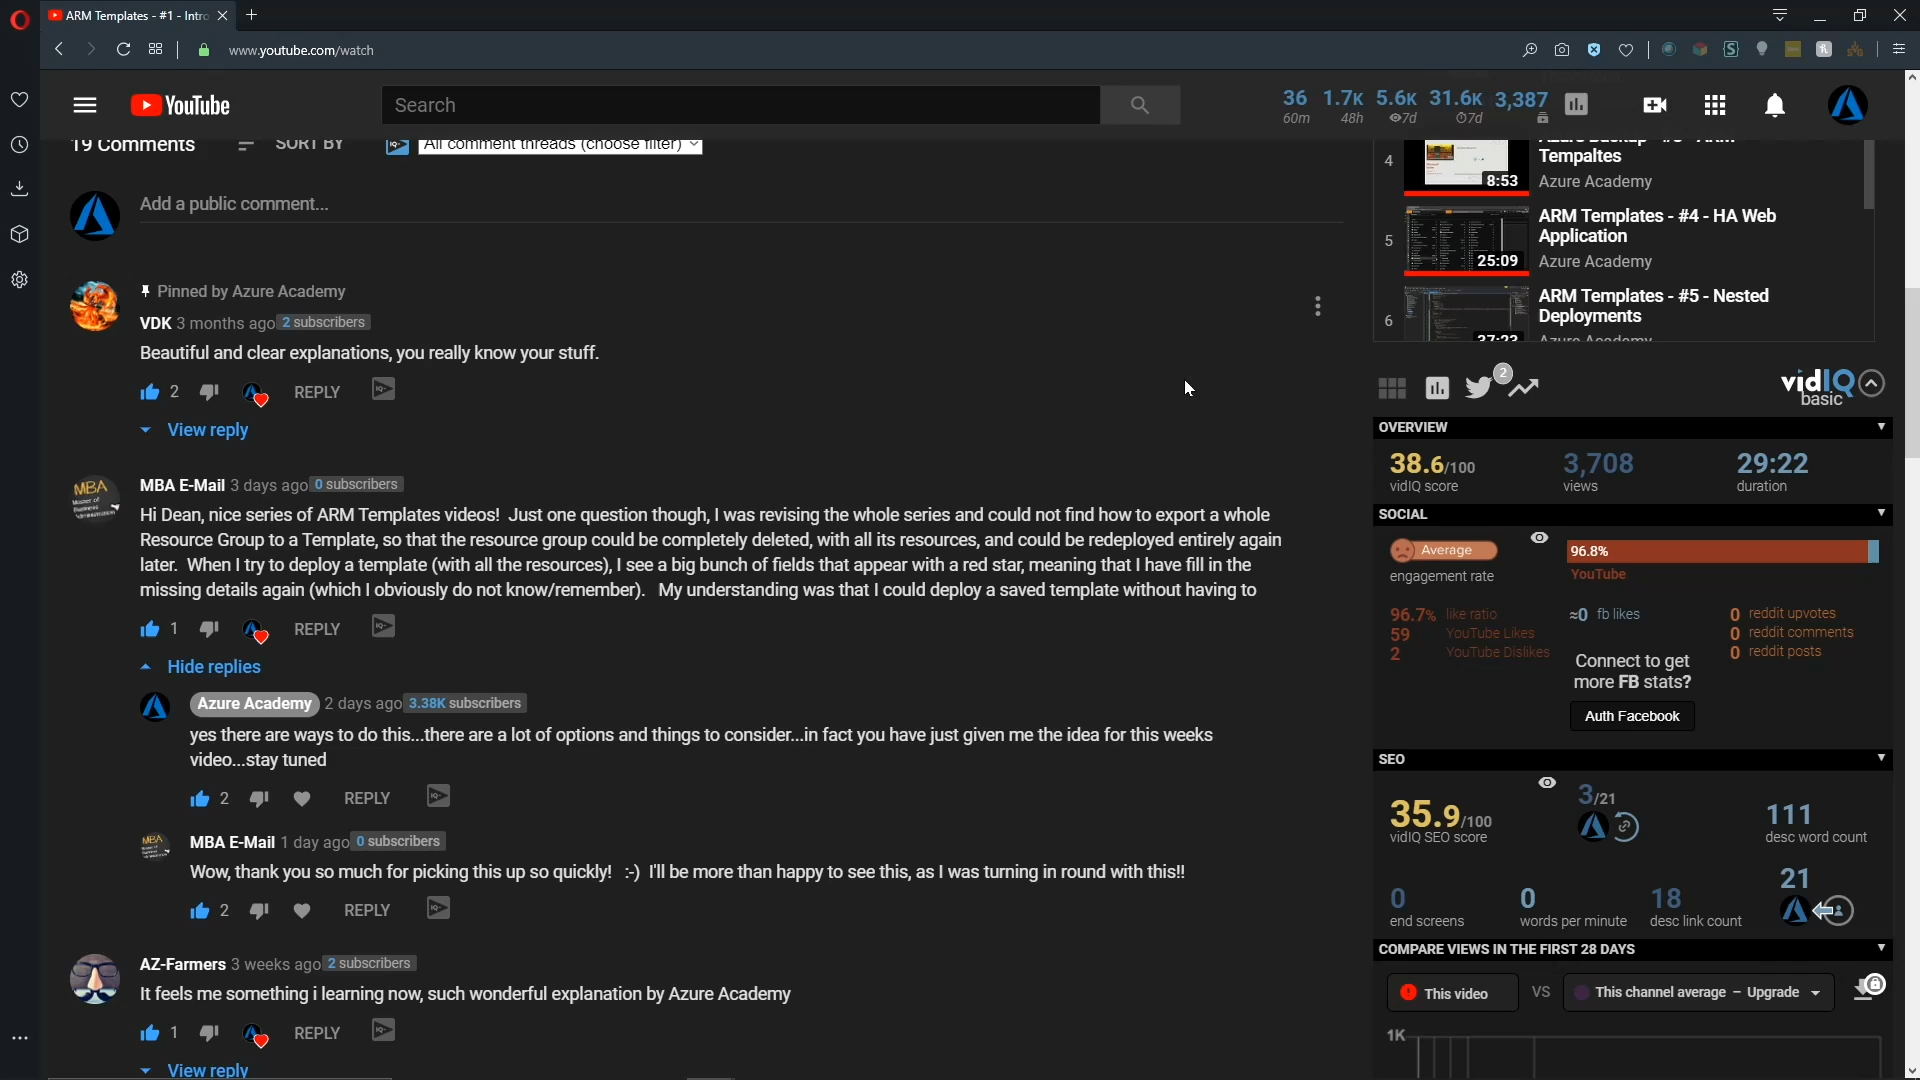 ARM Templates - #1 - Intro
www.youtube.com/watch
YouTube
Search
36 1.7K 5.6K 31.6K 3,387
60m 48h 7d 7d
19 Comments SORT BY All comment threads (choose filter)
Add a public comment...
Pinned by Azure Academy
VDK 3 months ago 2 subscribers
Beautiful and clear explanations, you really know your stuff.
2 REPLY
View reply
MBA E-Mail 3 days ago 0 subscribers
Hi Dean, nice series of ARM Templates videos! Just one question though, I was revising the whole series and could not find how to export a whole
Resource Group to a Template, so that the resource group could be completely deleted, with all its resources, and could be redeployed entirely again
later. When I try to deploy a template (with all the resources), I see a big bunch of fields that appear with a red star, meaning that I have fill in the
missing details again (which I obviously do not know/remember). My understanding was that I could deploy a saved template without having to
1 REPLY
Hide replies
Azure Academy 2 days ago 3.38K subscribers
yes there are ways to do this...there are a lot of options and things to consider...in fact you have just given me the idea for this weeks
video...stay tuned
2 REPLY
MBA E-Mail 1 day ago 0 subscribers
Wow, thank you so much for picking this up so quickly! :-) I'll be more than happy to see this, as I was turning in round with this!!
2 REPLY
AZ-Farmers 3 weeks ago 2 subscribers
It feels me something i learning now, such wonderful explanation by Azure Academy
1 REPLY
View reply
4
8:53
Tempaltes
Azure Academy
5
25:09
ARM Templates - #4 - HA Web
Application
Azure Academy
6
37:23
ARM Templates - #5 - Nested
Deployments
Azure Academy
2
vidIQ
basic
OVERVIEW
38.6/100 3,708 29:22
vidIQ score views duration
SOCIAL
Average 96.8%
engagement rate YouTube
96.7% like ratio ≈0 fb likes 0 reddit upvotes
59 YouTube Likes 0 reddit comments
2 YouTube Dislikes 0 reddit posts
Connect to get
more FB stats?
Auth Facebook
SEO
35.9/100 3/21 111
vidIQ SEO score desc word count
0 0 18 21
end screens words per minute desc link count
COMPARE VIEWS IN THE FIRST 28 DAYS
This video VS This channel average – Upgrade
1K